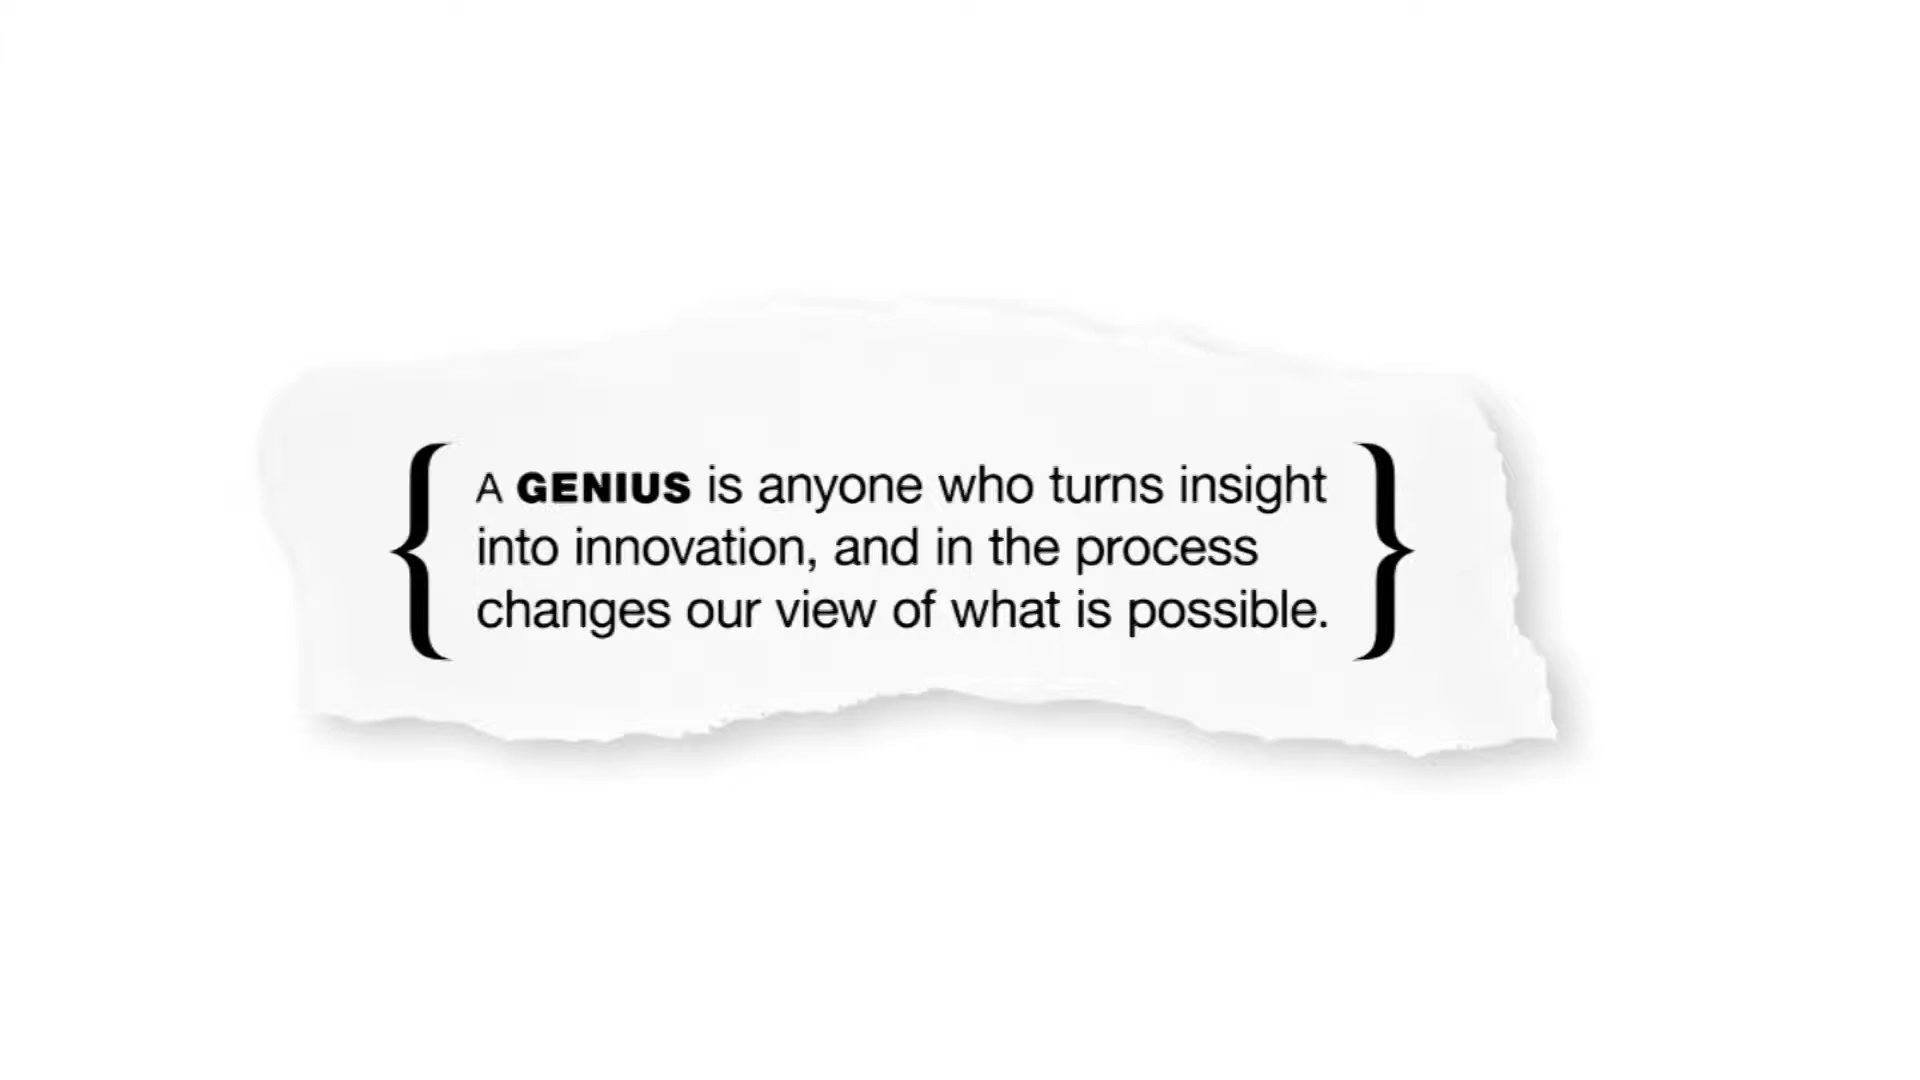 A GENIUS is anyone who turns insight
into innovation, and in the process
changes our view of what is possible.